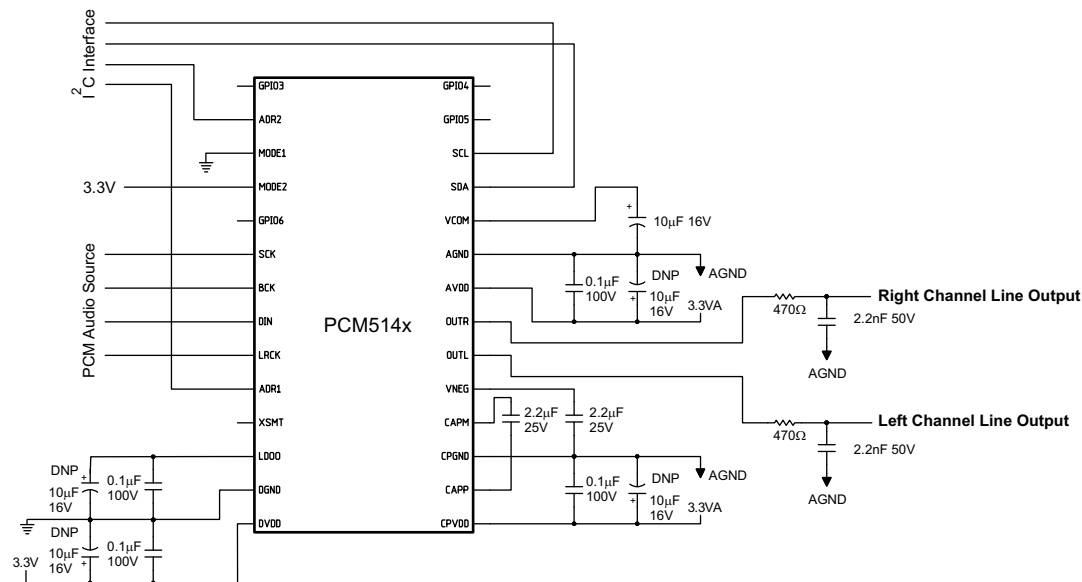 I2C Interface
GPIO3
ADR2
MODE1
3.3V
MODE2
GPIO6
PCM Audio Source
SCK
BCK
DIN
LRCK
ADR1
XSMT
LDOO
DGND
DVDD
PCM514x
GPIO4
GPIO5
SCL
SDA
VCOM
AGND
AVDD
OUTR
OUTL
VNEG
CAPM
CPGND
CAPP
CPVDD
+
10µF 16V
0.1µF
100V
DNP
+
10µF
16V
AGND
3.3VA
470Ω
Right Channel Line Output
2.2nF 50V
AGND
470Ω
Left Channel Line Output
2.2nF 50V
AGND
2.2µF
25V
2.2µF
25V
0.1µF
100V
DNP
+
10µF
16V
AGND
3.3VA
DNP
+
10µF
16V
0.1µF
100V
DNP
10µF
16V
+
0.1µF
100V
3.3V